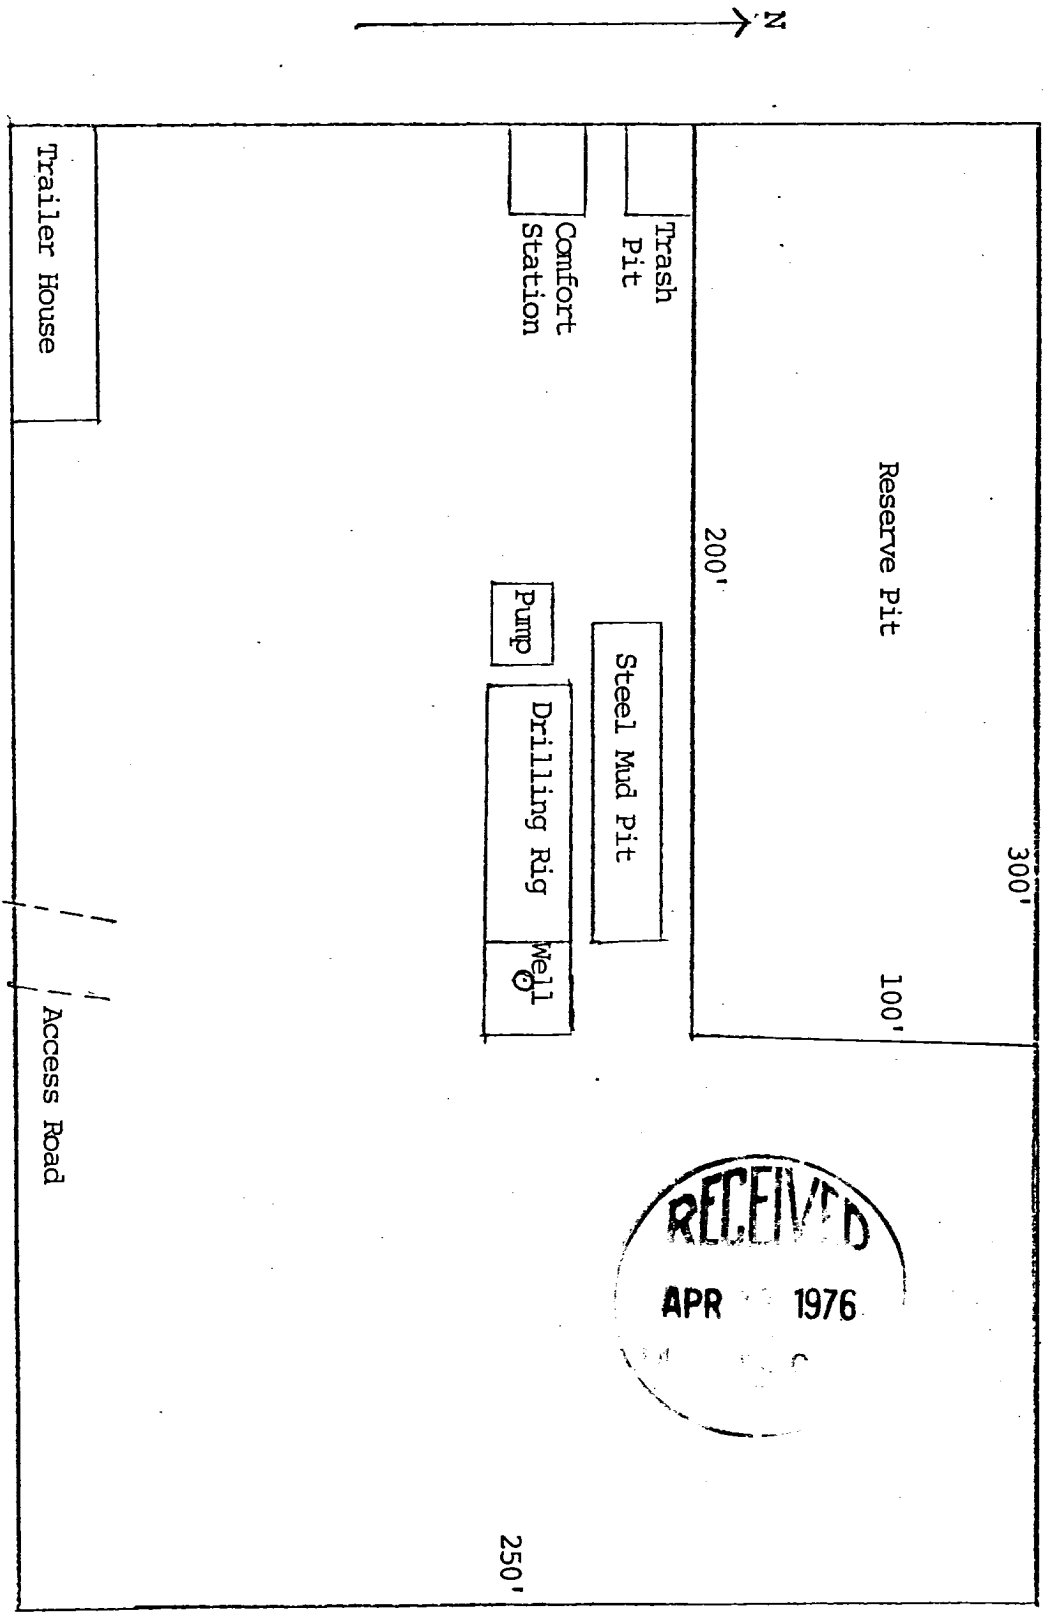 N
300'
Reserve Pit
100'
200'
Trash
Pit
Comfort
Station
Steel Mud Pit
Pump
Drilling Rig
Well
250'
Trailer House
Access Road
RECEIVED
APR 1976